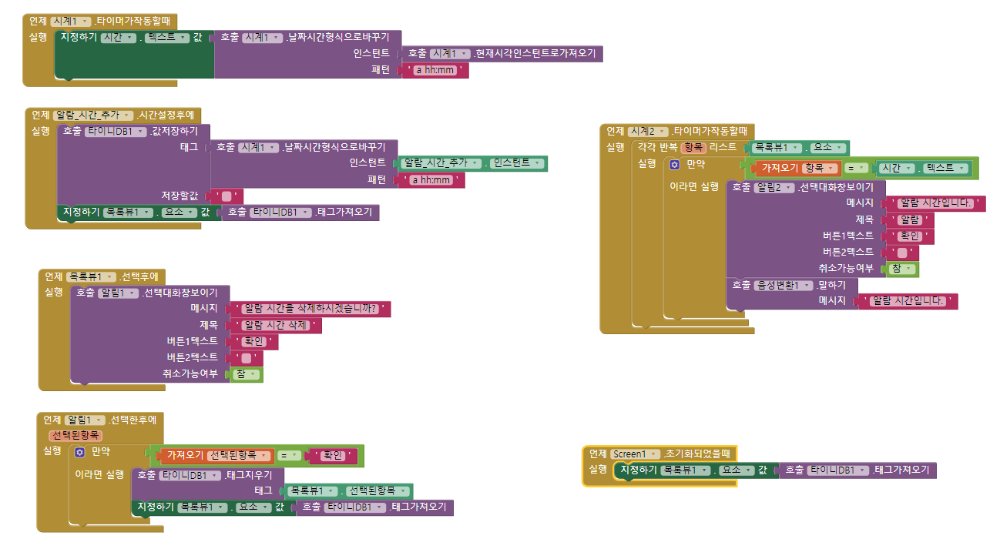 언제 시계1 .타이머가작동할때
실행 지정하기 시간 . 텍스트 값 호출 시계1 .날짜시간형식으로바꾸기
인스턴트 호출 시계1 .현재시각인스턴트로가져오기
패턴 ' a hh:mm '
언제 알람_시간_추가 .시간설정후에
실행 호출 타이니DB1 .값저장하기
태그 호출 시계1 .날짜시간형식으로바꾸기
인스턴트 알람_시간_추가 . 인스턴트
패턴 ' a hh:mm '
저장할값 ' '
지정하기 목록뷰1 . 요소 값 호출 타이니DB1 .태그가져오기
언제 목록뷰1 .선택후에
실행 호출 알림1 .선택대화창보이기
메시지 ' 알람 시간을 삭제하시겠습니까? '
제목 ' 알람 시간 삭제 '
버튼1텍스트 ' 확인 '
버튼2텍스트 ' '
취소가능여부 참
언제 알림1 .선택한후에
선택된항목
실행 만약 가져오기 선택된항목 = ' 확인 '
이라면 실행 호출 타이니DB1 .태그지우기
태그 목록뷰1 . 선택된항목
지정하기 목록뷰1 . 요소 값 호출 타이니DB1 .태그가져오기
언제 시계2 .타이머가작동할때
실행 각각 반복 항목 리스트 목록뷰1 . 요소
실행 만약 가져오기 항목 = 시간 . 텍스트
이라면 실행 호출 알림2 .선택대화창보이기
메시지 ' 알람 시간입니다. '
제목 ' 알람 '
버튼1텍스트 ' 확인 '
버튼2텍스트 ' '
취소가능여부 참
호출 음성변환1 .말하기
메시지 ' 알람 시간입니다. '
언제 Screen1 .초기화되었을때
실행 지정하기 목록뷰1 . 요소 값 호출 타이니DB1 .태그가져오기